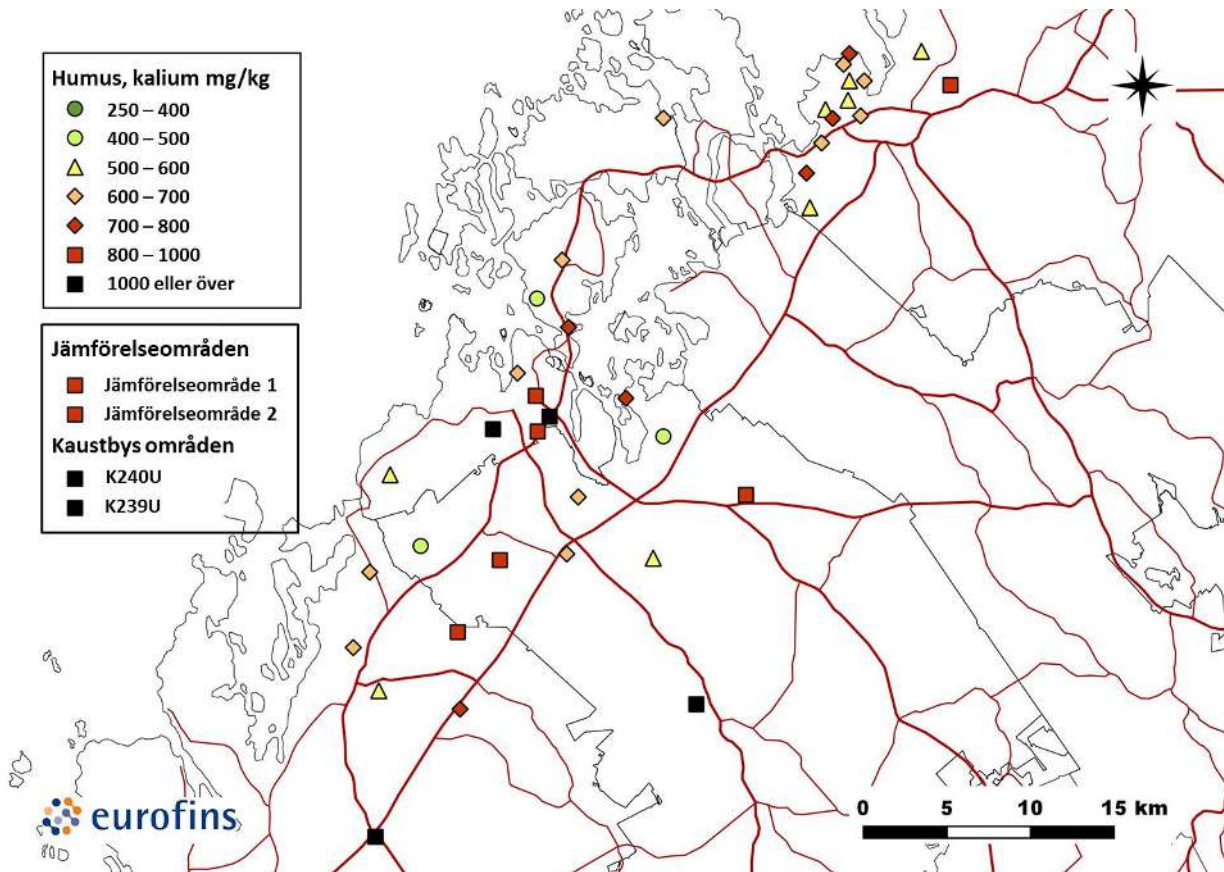 Humus, kalium mg/kg
250 – 400
400 – 500
500 – 600
600 – 700
700 – 800
800 – 1000
1000 eller över
Jämförelseområden
Jämförelseområde 1
Jämförelseområde 2
Kaustbys områden
K240U
K239U
eurofins
0 5 10 15 km